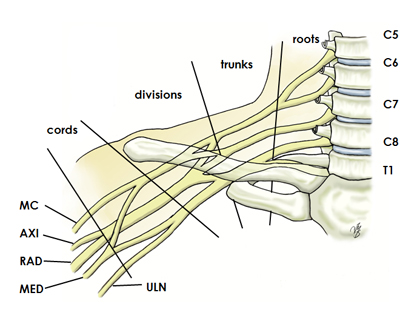 C5
roots
C6
trunks
divisions
C7
cords
C8
T1
MC
AXI
RAD
MED
ULN